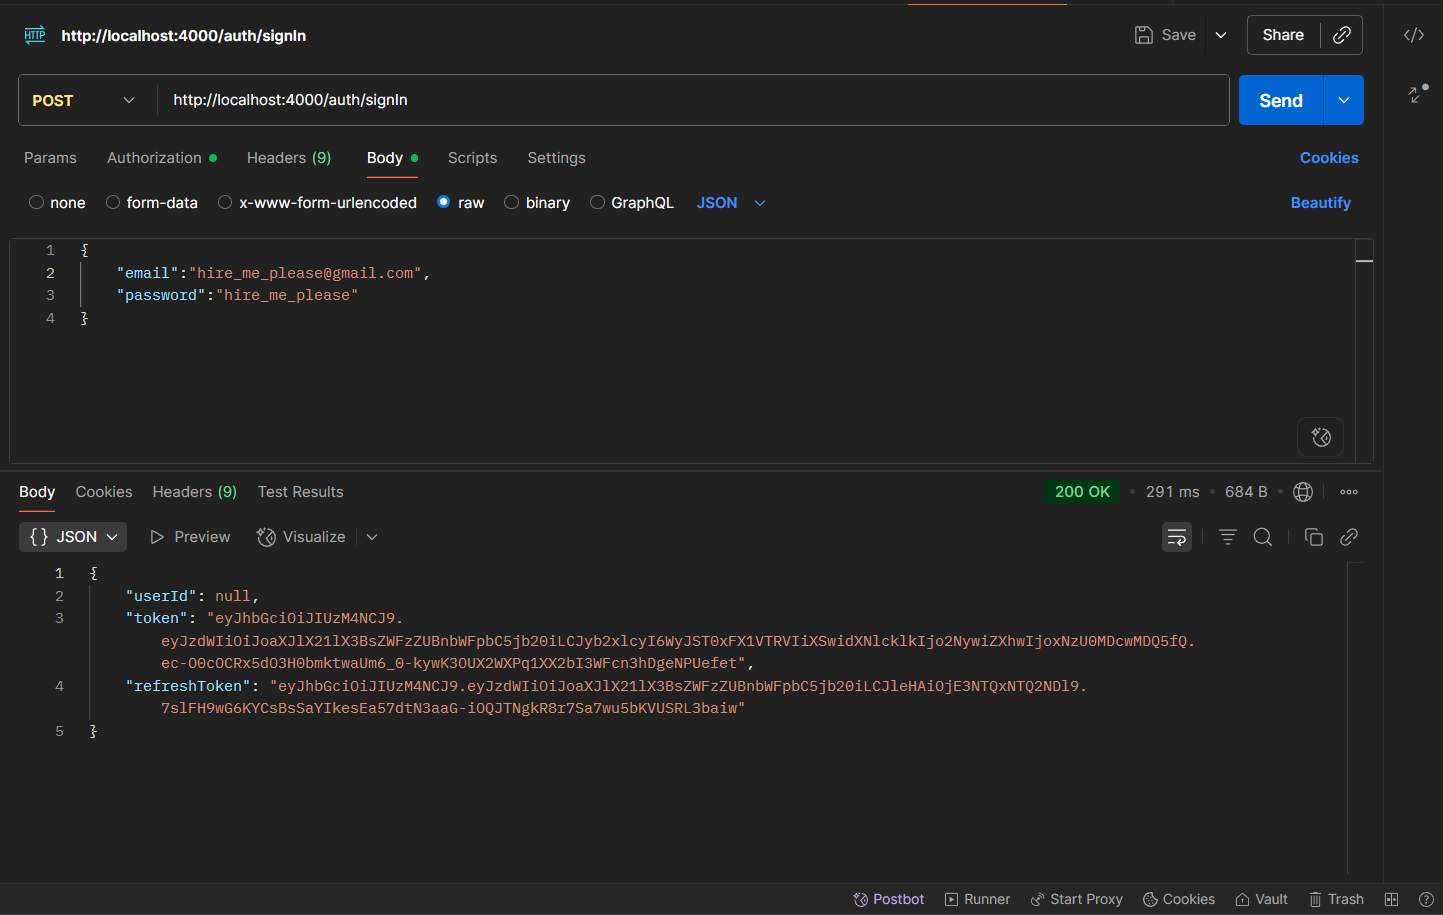 HTTP http://localhost:4000/auth/signIn Save Share
POST http://localhost:4000/auth/signIn Send
Params Authorization Headers (9) Body Scripts Settings Cookies
none form-data x-www-form-urlencoded raw binary GraphQL JSON Beautify
1 {
2 "email":"hire_me_please@gmail.com",
3 "password":"hire_me_please"
4 }
Body Cookies Headers (9) Test Results 200 OK 291 ms 684 B
{} JSON Preview Visualize
1 {
2 "userId": null,
3 "token": "eyJhbGciOiJIUzM4NCJ9.
eyJzdWIiOiJoaXJlX21lX3BsZWFzZUBnbWFpbC5jb20iLCJyb2xlcyI6WyJST0xFX1VTRVIiXSwidXNlcklkIjo2NywiZXhwIjoxNzU0MDcwMDQ5fQ.
ec-O0cOCRx5dO3H0bmktwaUm6_0-kywK3OUX2WXPq1XX2bI3WFcn3hDgeNPUefet",
4 "refreshToken": "eyJhbGciOiJIUzM4NCJ9.eyJzdWIiOiJoaXJlX21lX3BsZWFzZUBnbWFpbC5jb20iLCJleHAiOjE3NTQxNTQ2NDl9.
7slFH9wG6KYCsBsSaYIkesEa57dtN3aaG-iOQJTNgkR8r7Sa7wu5bKVUSRL3baiw"
5 }
Postbot Runner Start Proxy Cookies Vault Trash